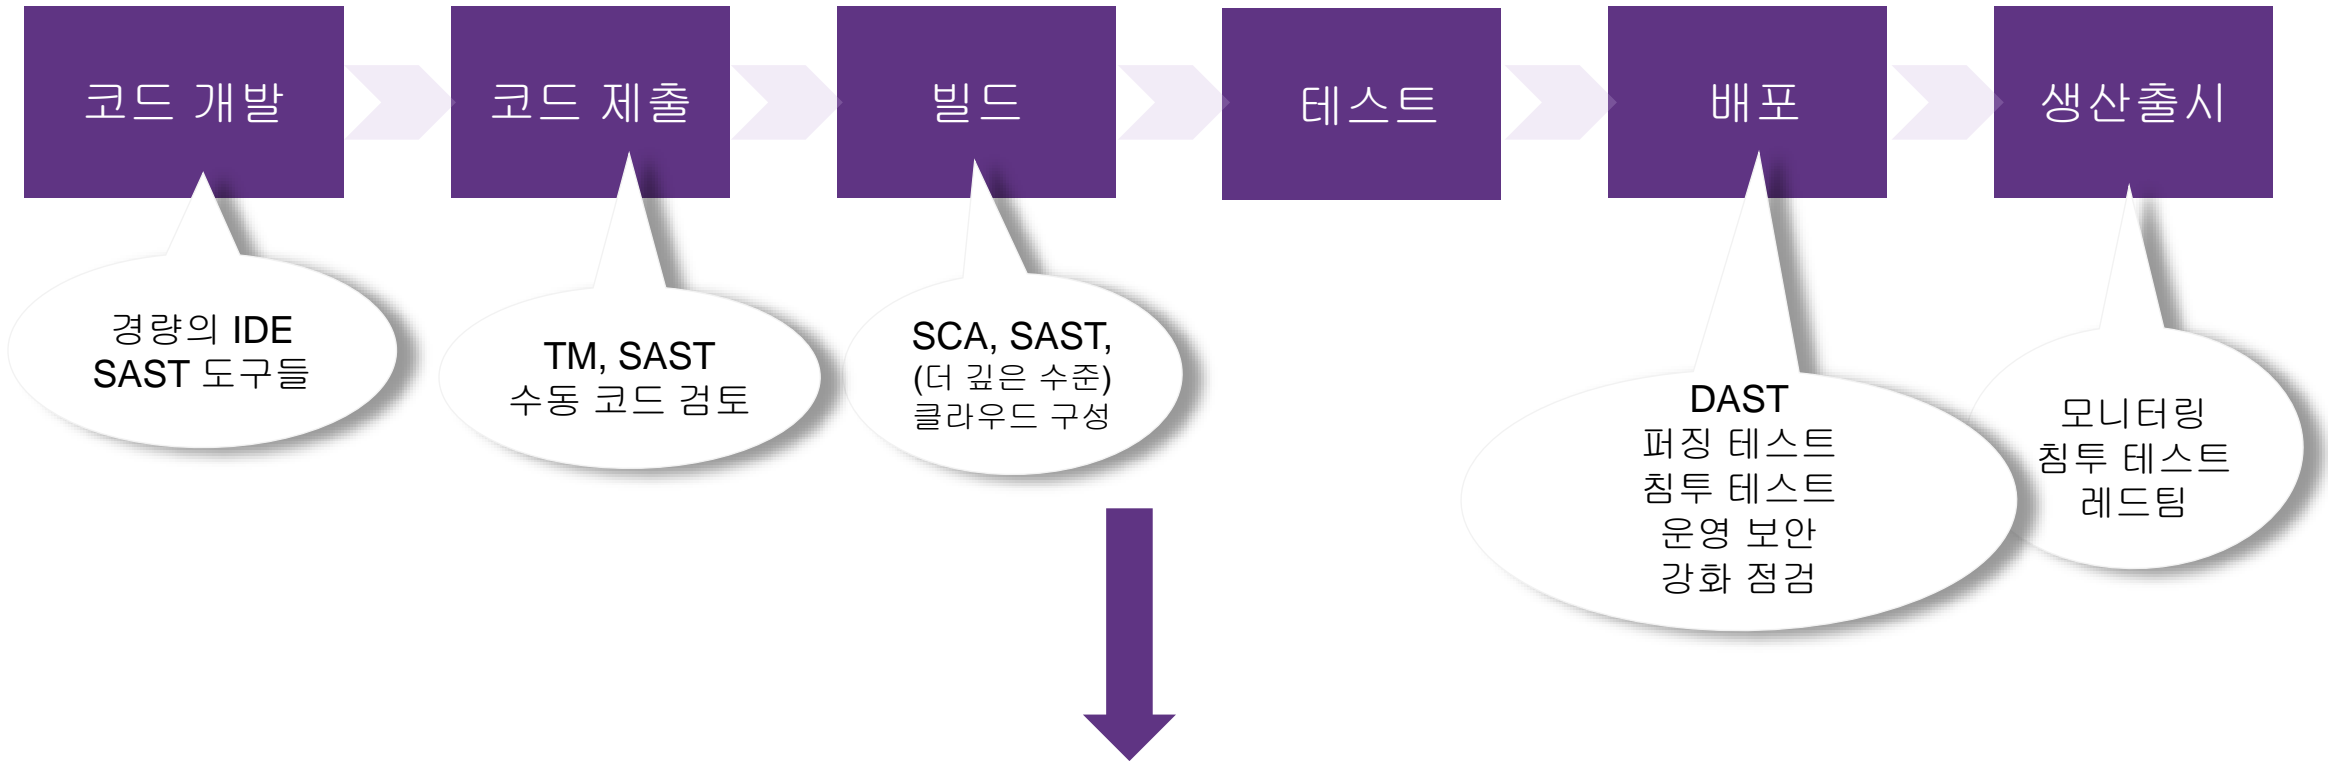 코드 개발
코드 제출
빌드
테스트
배포
생산출시
경량의 IDE
SAST 도구들
TM, SAST
수동 코드 검토
SCA, SAST,
(더 깊은 수준)
클라우드 구성
DAST
퍼징 테스트
침투 테스트
운영 보안
강화 점검
모니터링
침투 테스트
레드팀